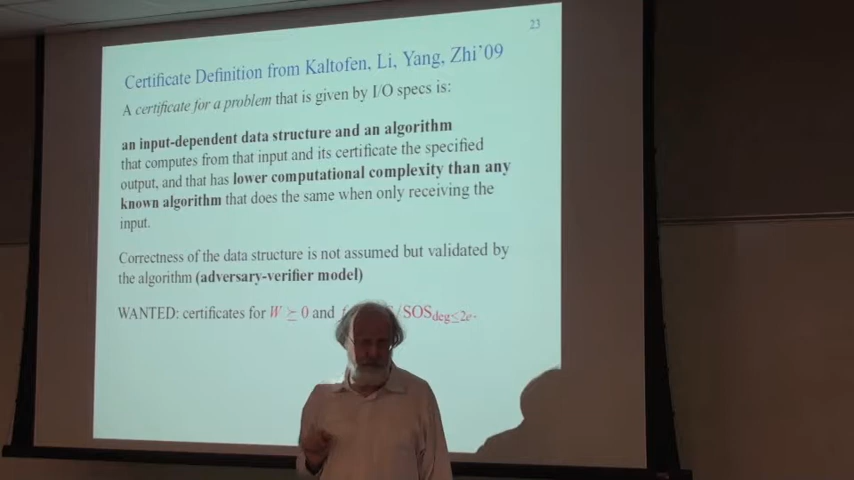 23
Certificate Definition from Kaltofen, Li, Yang, Zhi'09
A certificate for a problem that is given by I/O specs is:
an input-dependent data structure and an algorithm
that computes from that input and its certificate the specified
output, and that has lower computational complexity than any
known algorithm that does the same when only receiving the
input.
Correctness of the data structure is not assumed but validated by
the algorithm (adversary-verifier model)
WANTED: certificates for W ⪰ 0 and /SOS deg≤2e.